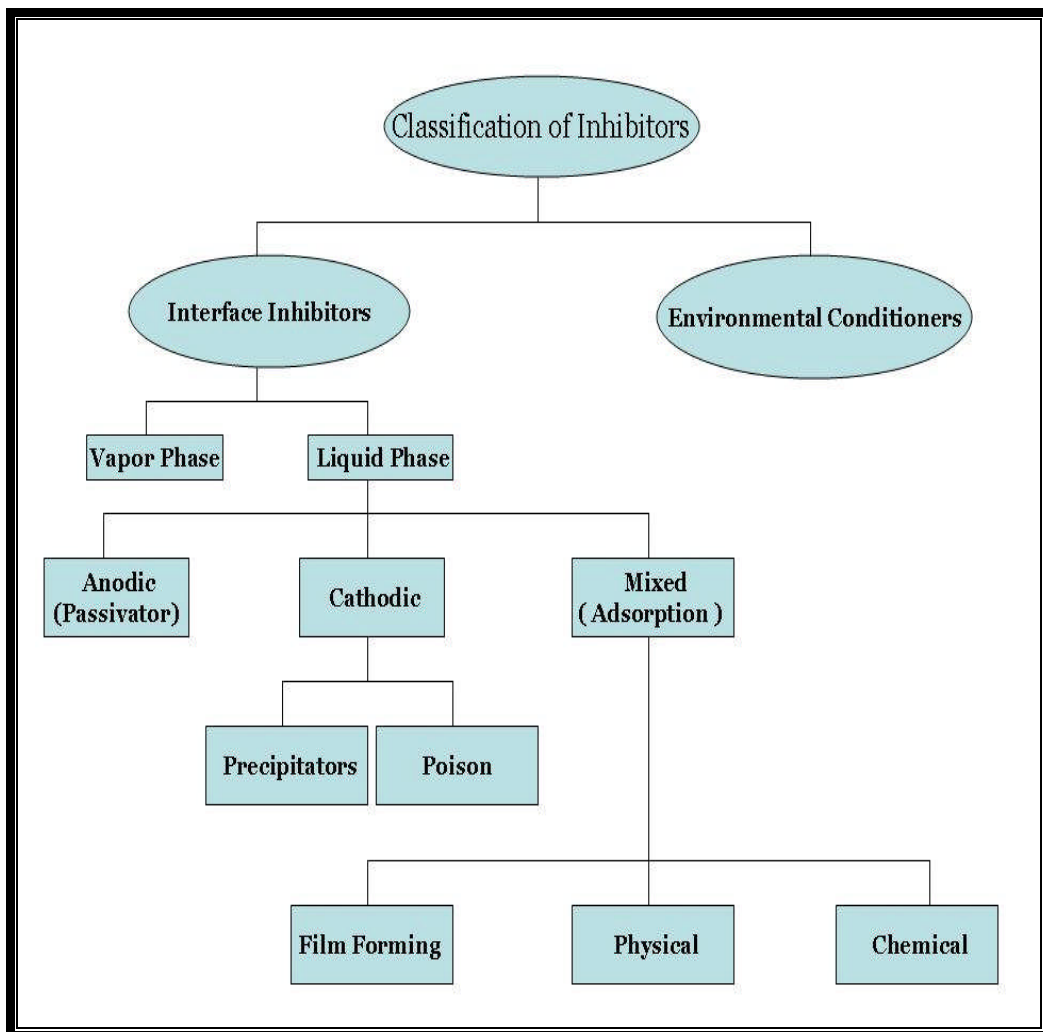 Classification of Inhibitors
Interface Inhibitors
Environmental Conditioners
Vapor Phase
Liquid Phase
Anodic
(Passivator)
Cathodic
Mixed
( Adsorption )
Precipitators
Poison
Film Forming
Physical
Chemical